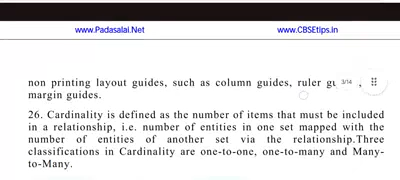 www.Padasalai.Net www.CBSEtips.in
non printing layout guides, such as column guides, ruler gu 3/14 ,
margin guides.
26. Cardinality is defined as the number of items that must be included
in a relationship, i.e. number of entities in one set mapped with the
number of entities of another set via the relationship.Three
classifications in Cardinality are one-to-one, one-to-many and Many-
to-Many.